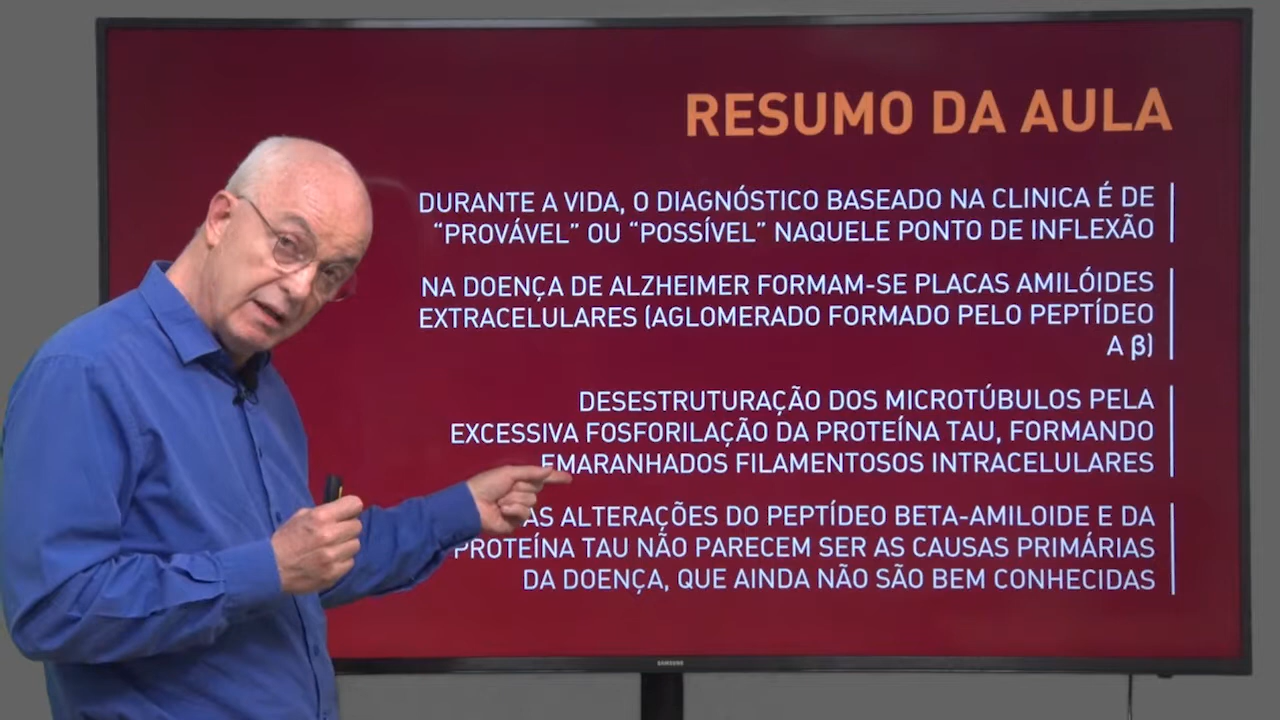 RESUMO DA AULA
DURANTE A VIDA, O DIAGNÓSTICO BASEADO NA CLINICA É DE
“PROVÁVEL” OU “POSSÍVEL” NAQUELE PONTO DE INFLEXÃO
NA DOENÇA DE ALZHEIMER FORMAM-SE PLACAS AMILÓIDES
EXTRACELULARES (AGLOMERADO FORMADO PELO PEPTÍDEO
A β)
DESESTRUTURAÇÃO DOS MICROTÚBULOS PELA
EXCESSIVA FOSFORILAÇÃO DA PROTEÍNA TAU, FORMANDO
EMARANHADOS FILAMENTOSOS INTRACELULARES
AS ALTERAÇÕES DO PEPTÍDEO BETA-AMILOIDE E DA
PROTEÍNA TAU NÃO PARECEM SER AS CAUSAS PRIMÁRIAS
DA DOENÇA, QUE AINDA NÃO SÃO BEM CONHECIDAS
SAMSUNG